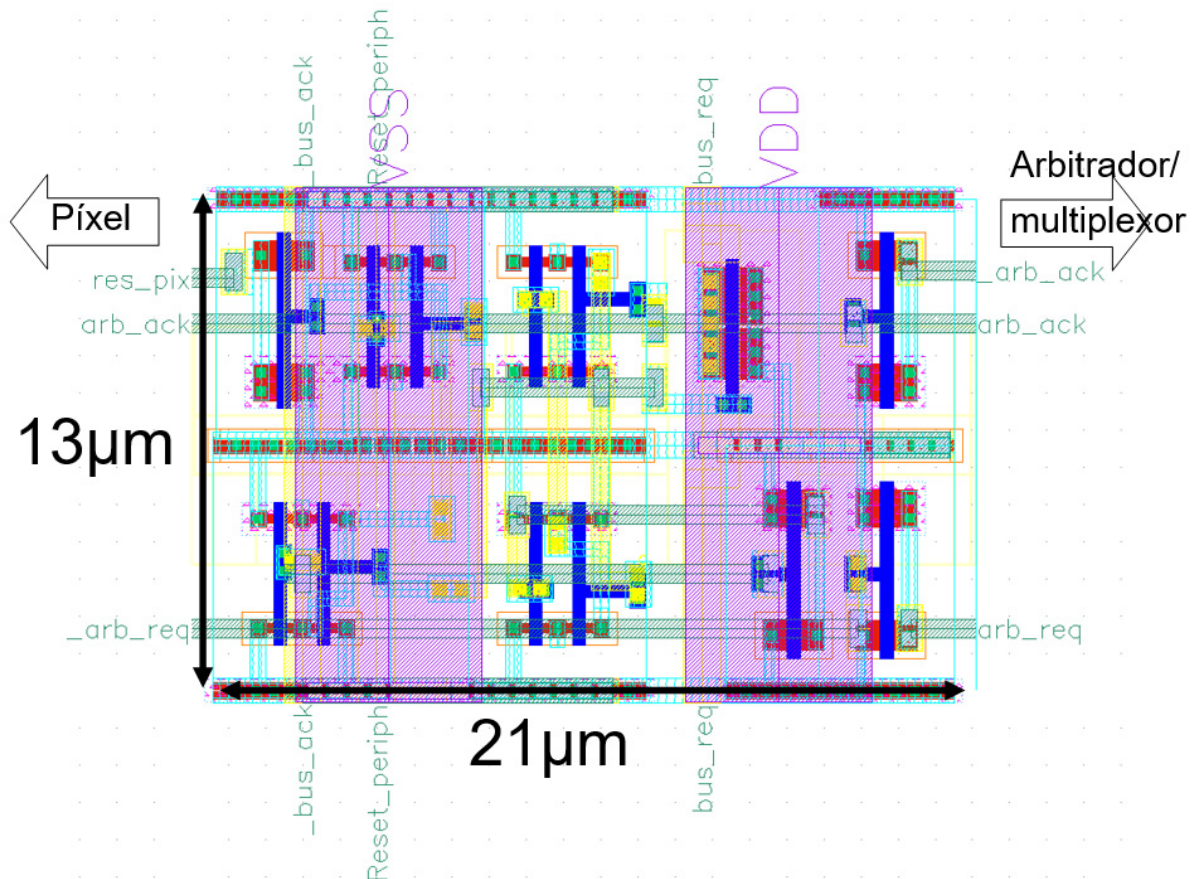 _bus_ack
Reset_periph
VSS
bus_req
VDD
Píxel
Arbitrador/
multiplexor
res_pix
_arb_ack
arb_ack
arb_ack
13µm
_arb_req
arb_req
21µm
_bus_ack
Reset_periph
bus_req